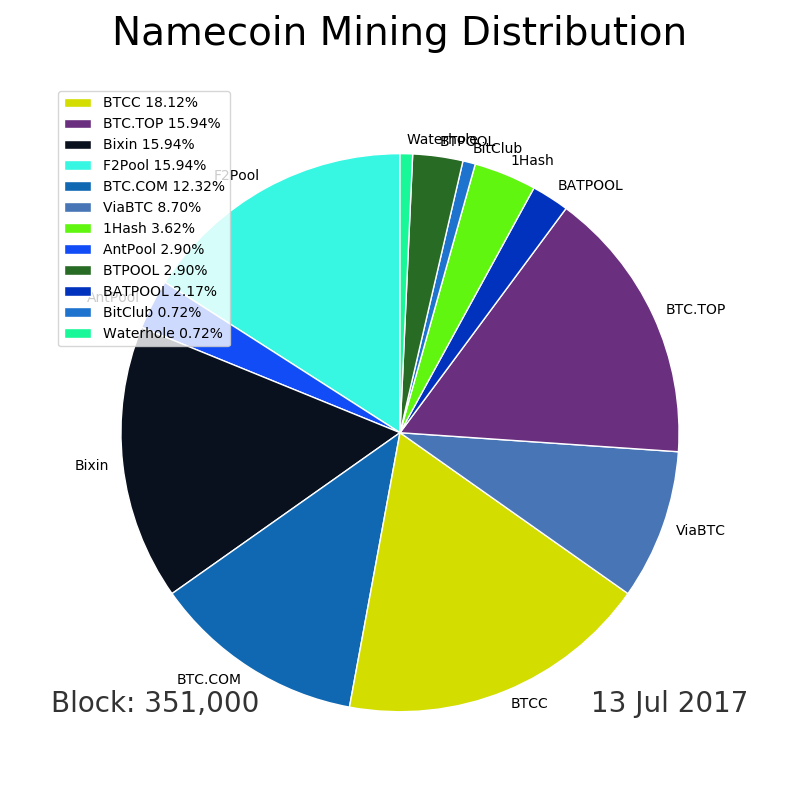 Namecoin Mining Distribution
BTCC 18.12%
BTC.TOP 15.94%
Bixin 15.94%
F2Pool 15.94%
BTC.COM 12.32%
ViaBTC 8.70%
1Hash 3.62%
AntPool 2.90%
BTPOOL 2.90%
BATPOOL 2.17%
BitClub 0.72%
Waterhole 0.72%
Waterhole
BTPOOL
BitClub
1Hash
BATPOOL
F2Pool
AntPool
BTC.TOP
Bixin
ViaBTC
BTC.COM
BTCC
Block: 351,000
13 Jul 2017